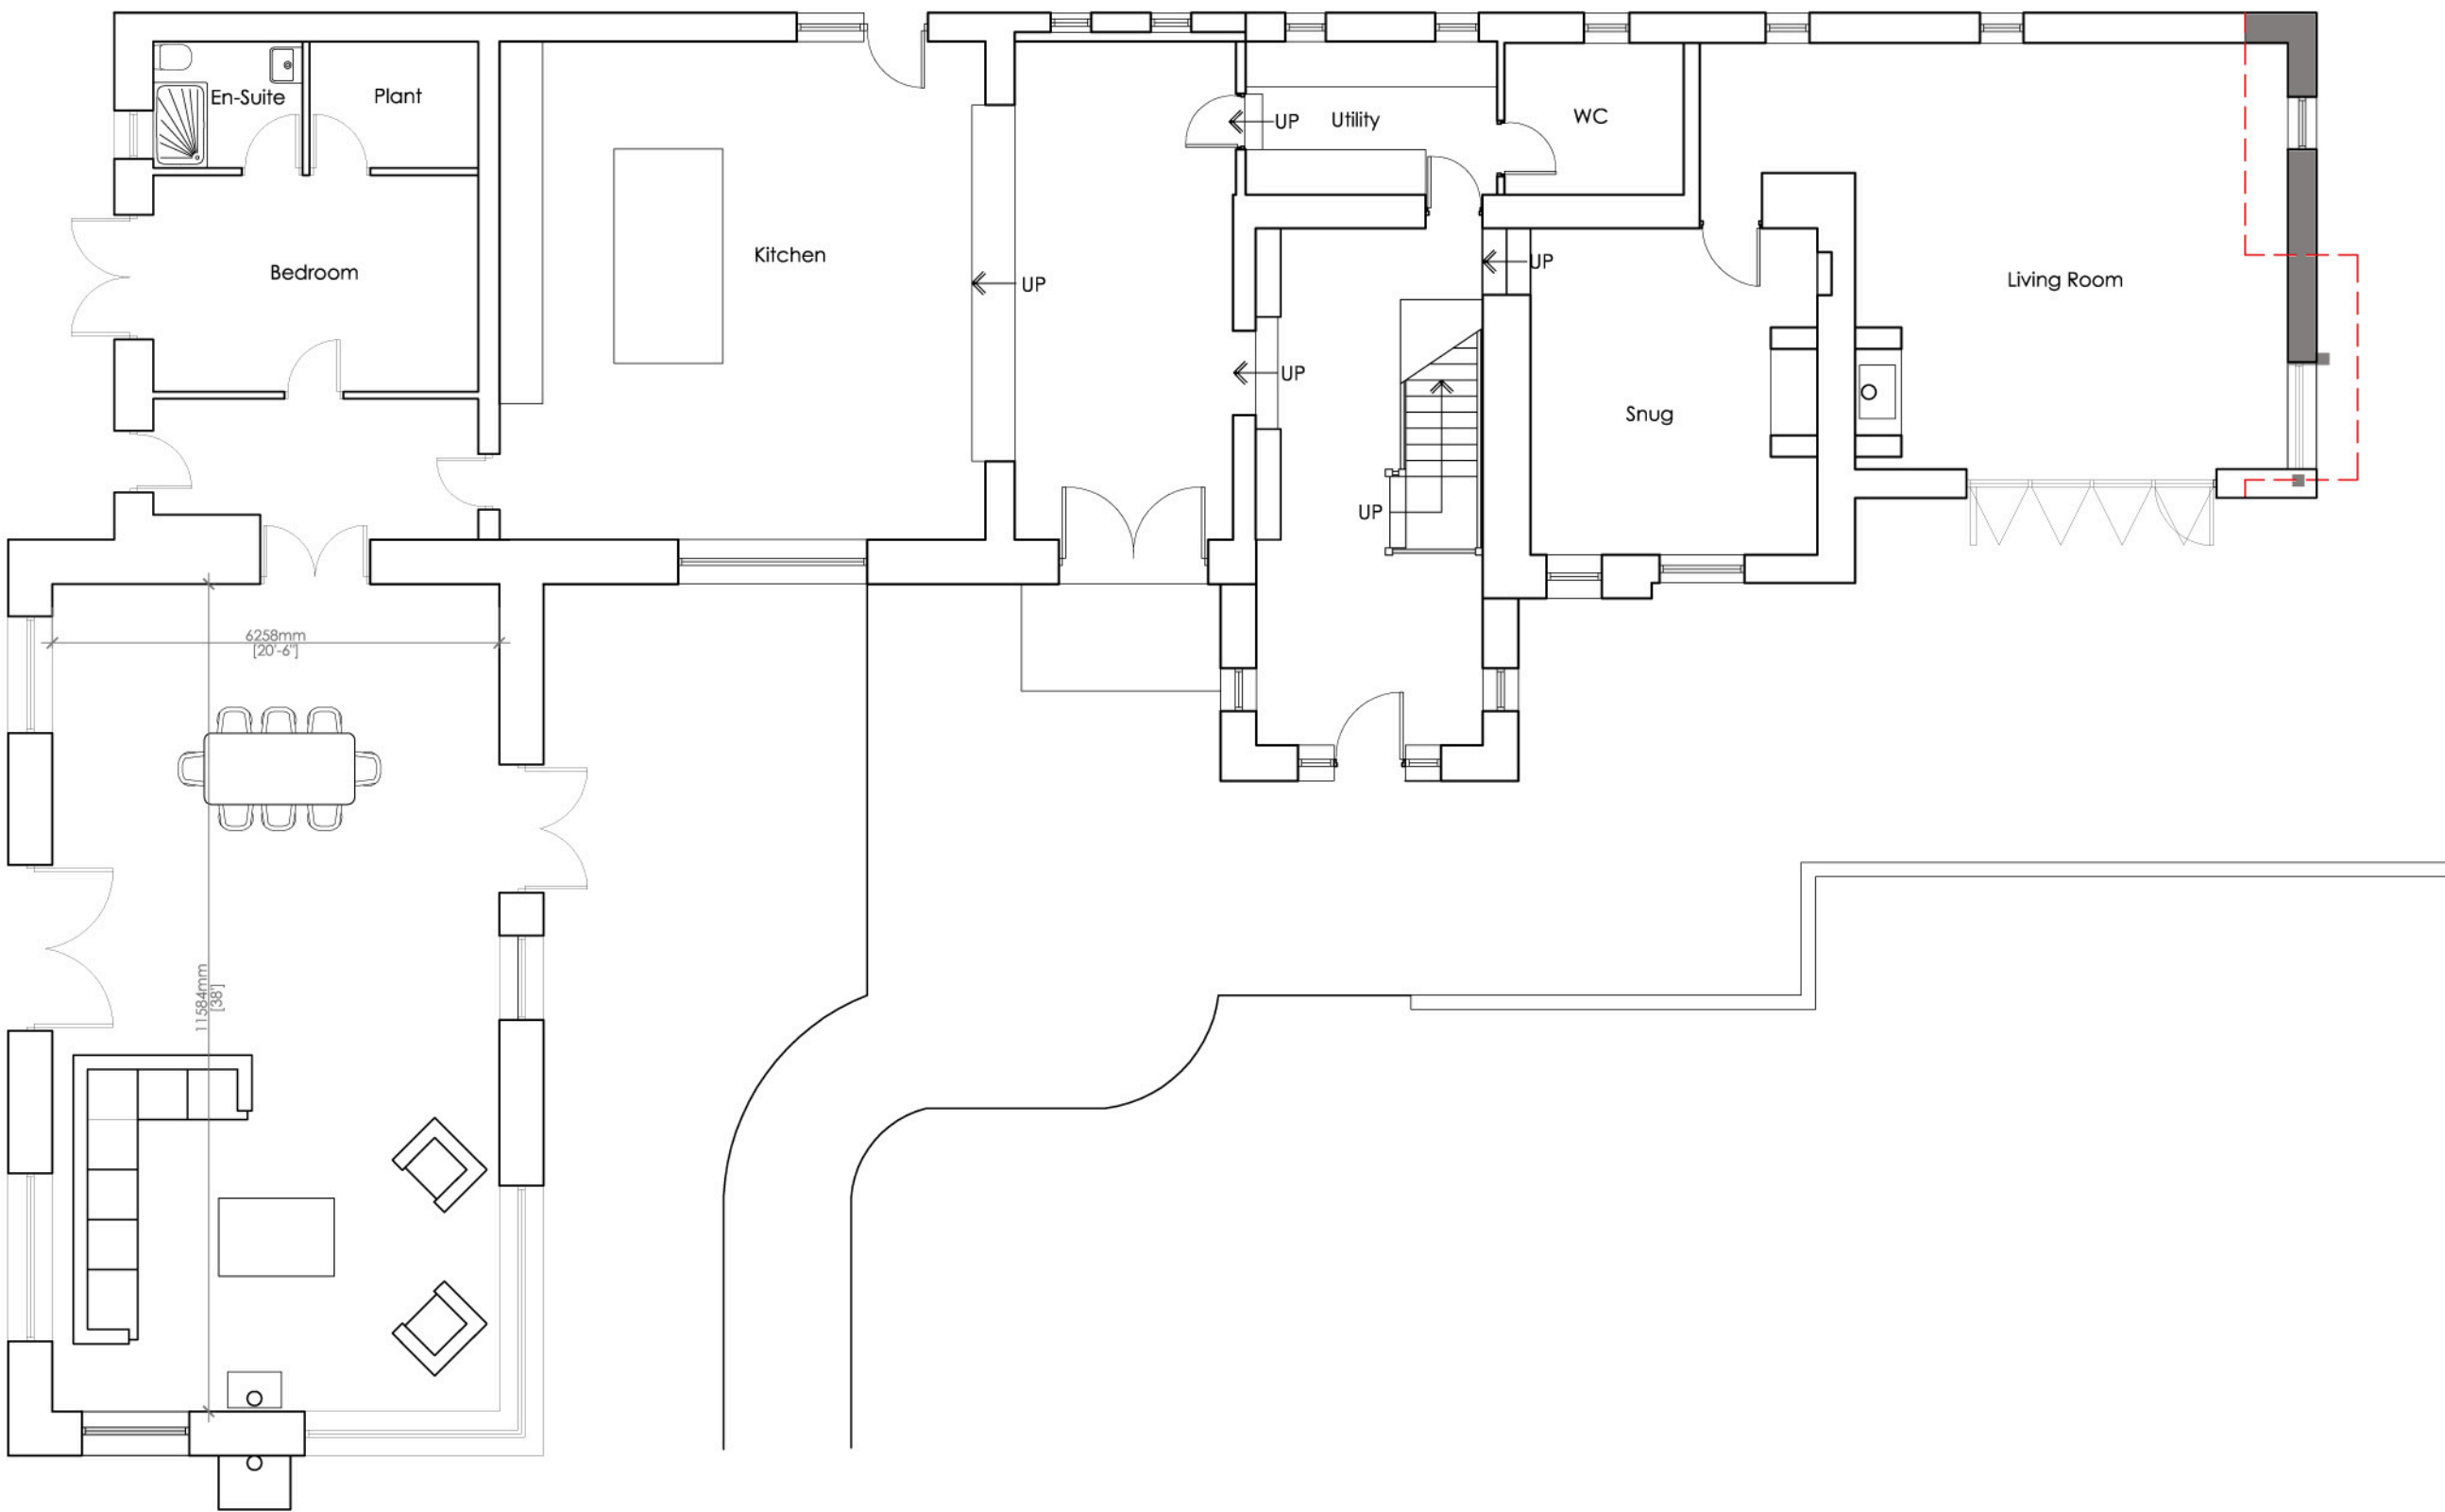 En-Suite
Plant
UP
Utility
WC
Kitchen
UP
Bedroom
UP
Living Room
UP
Snug
UP
6258mm
[20'-6"]
11584mm
[38']